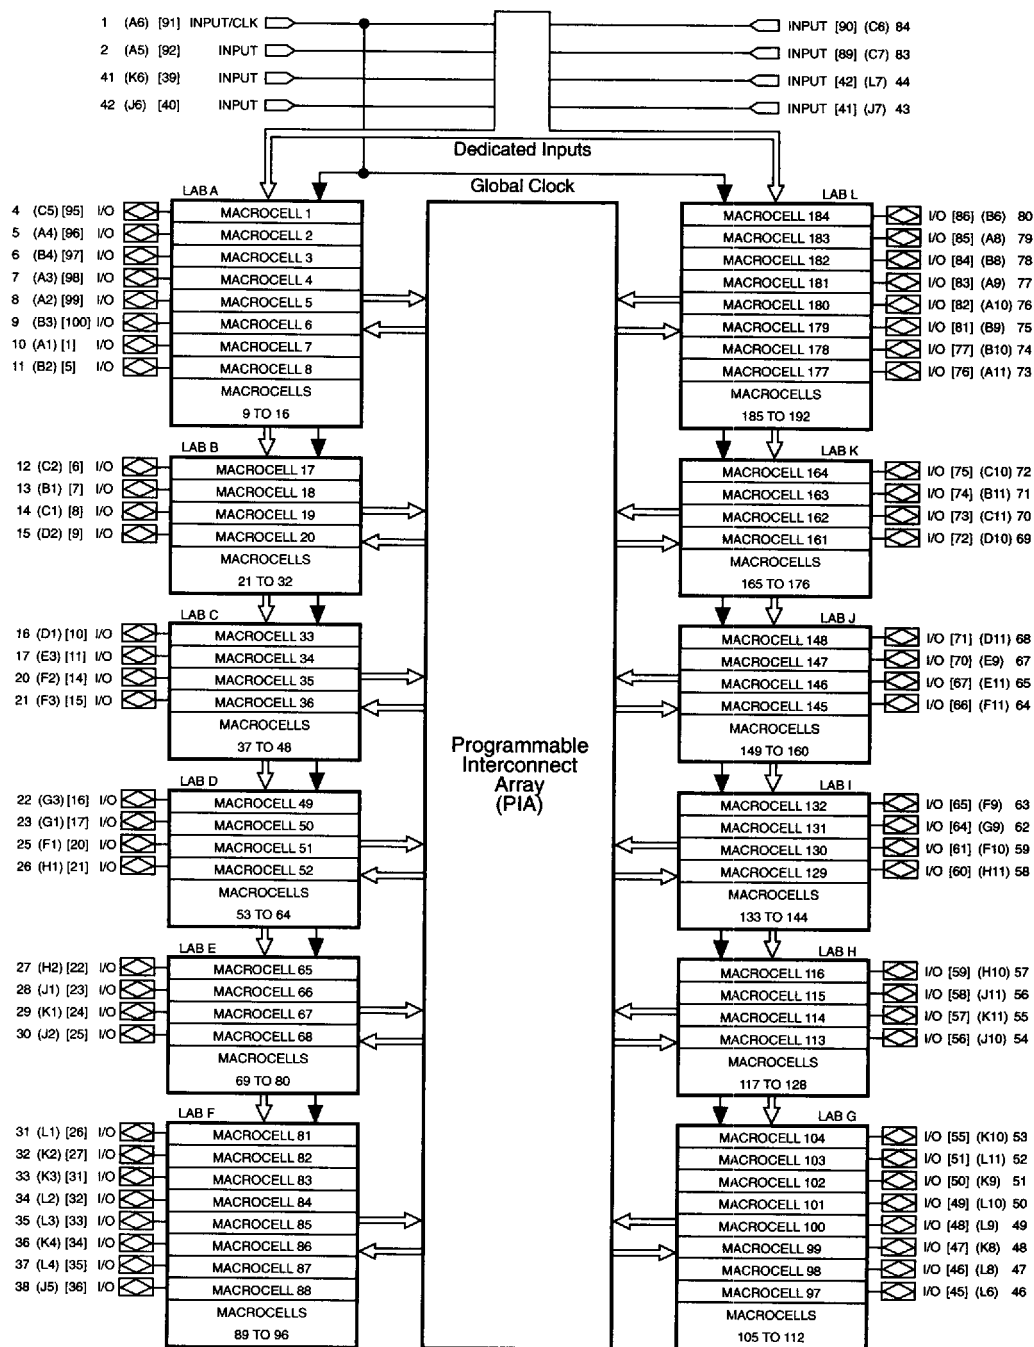 1 (A6) [91] INPUT/CLK
INPUT [90] (C6) 84
2 (A5) [92] INPUT
INPUT [89] (C7) 83
41 (K6) [39] INPUT
INPUT [42] (L7) 44
42 (J6) [40] INPUT
INPUT [41] (J7) 43
Dedicated Inputs
Global Clock
LAB A
4 (C5) [95] I/O MACROCELL 1
5 (A4) [96] I/O MACROCELL 2
6 (B4) [97] I/O MACROCELL 3
7 (A3) [98] I/O MACROCELL 4
8 (A2) [99] I/O MACROCELL 5
9 (B3) [100] I/O MACROCELL 6
10 (A1) [1] I/O MACROCELL 7
11 (B2) [5] I/O MACROCELL 8
MACROCELLS
9 TO 16
LAB B
12 (C2) [6] I/O MACROCELL 17
13 (B1) [7] I/O MACROCELL 18
14 (C1) [8] I/O MACROCELL 19
15 (D2) [9] I/O MACROCELL 20
MACROCELLS
21 TO 32
LAB C
16 (D1) [10] I/O MACROCELL 33
17 (E3) [11] I/O MACROCELL 34
20 (F2) [14] I/O MACROCELL 35
21 (F3) [15] I/O MACROCELL 36
MACROCELLS
37 TO 48
LAB D
22 (G3) [16] I/O MACROCELL 49
23 (G1) [17] I/O MACROCELL 50
25 (F1) [20] I/O MACROCELL 51
26 (H1) [21] I/O MACROCELL 52
MACROCELLS
53 TO 64
LAB E
27 (H2) [22] I/O MACROCELL 65
28 (J1) [23] I/O MACROCELL 66
29 (K1) [24] I/O MACROCELL 67
30 (J2) [25] I/O MACROCELL 68
MACROCELLS
69 TO 80
LAB F
31 (L1) [26] I/O MACROCELL 81
32 (K2) [27] I/O MACROCELL 82
33 (K3) [31] I/O MACROCELL 83
34 (L2) [32] I/O MACROCELL 84
35 (L3) [33] I/O MACROCELL 85
36 (K4) [34] I/O MACROCELL 86
37 (L4) [35] I/O MACROCELL 87
38 (J5) [36] I/O MACROCELL 88
MACROCELLS
89 TO 96
Programmable
Interconnect
Array
(PIA)
LAB L
MACROCELL 184 I/O [86] (B6) 80
MACROCELL 183 I/O [85] (A8) 79
MACROCELL 182 I/O [84] (B8) 78
MACROCELL 181 I/O [83] (A9) 77
MACROCELL 180 I/O [82] (A10) 76
MACROCELL 179 I/O [81] (B9) 75
MACROCELL 178 I/O [77] (B10) 74
MACROCELL 177 I/O [76] (A11) 73
MACROCELLS
185 TO 192
LAB K
MACROCELL 164 I/O [75] (C10) 72
MACROCELL 163 I/O [74] (B11) 71
MACROCELL 162 I/O [73] (C11) 70
MACROCELL 161 I/O [72] (D10) 69
MACROCELLS
165 TO 176
LAB J
MACROCELL 148 I/O [71] (D11) 68
MACROCELL 147 I/O [70] (E9) 67
MACROCELL 146 I/O [67] (E11) 65
MACROCELL 145 I/O [66] (F11) 64
MACROCELLS
149 TO 160
LAB I
MACROCELL 132 I/O [65] (F9) 63
MACROCELL 131 I/O [64] (G9) 62
MACROCELL 130 I/O [61] (F10) 59
MACROCELL 129 I/O [60] (H11) 58
MACROCELLS
133 TO 144
LAB H
MACROCELL 116 I/O [59] (H10) 57
MACROCELL 115 I/O [58] (J11) 56
MACROCELL 114 I/O [57] (K11) 55
MACROCELL 113 I/O [56] (J10) 54
MACROCELLS
117 TO 128
LAB G
MACROCELL 104 I/O [55] (K10) 53
MACROCELL 103 I/O [51] (L11) 52
MACROCELL 102 I/O [50] (K9) 51
MACROCELL 101 I/O [49] (L10) 50
MACROCELL 100 I/O [48] (L9) 49
MACROCELL 99 I/O [47] (K8) 48
MACROCELL 98 I/O [46] (L8) 47
MACROCELL 97 I/O [45] (L6) 46
MACROCELLS
105 TO 112